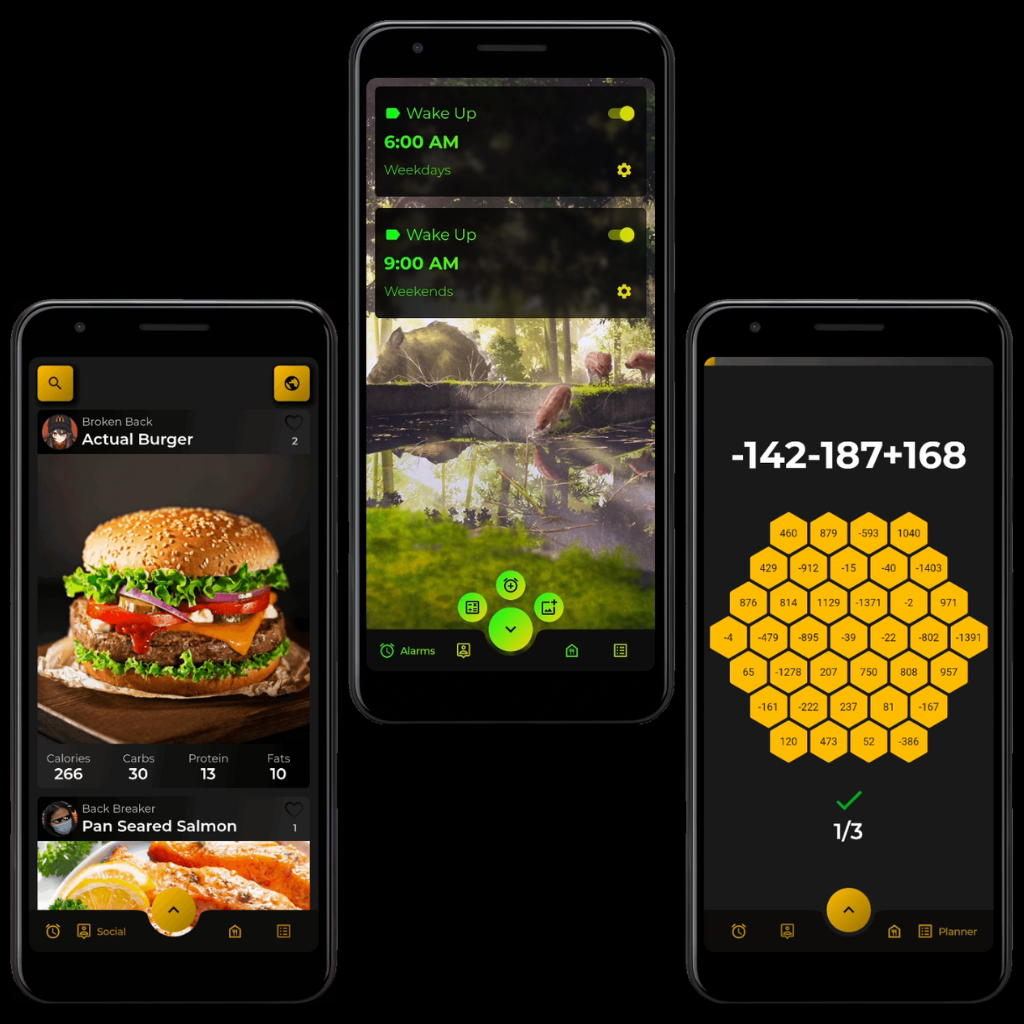 Wake Up
6:00 AM
Weekdays
Wake Up
9:00 AM
Weekends
Alarms
Broken Back
Actual Burger
2
Calories Carbs Protein Fats
266 30 13 10
Back Breaker
Pan Seared Salmon
1
Social
-142-187+168
460 879 -593 1040
429 -912 -15 -40 -1403
876 814 1129 -1371 -2 971
-4 -479 -895 -39 -22 -802 -1391
65 -1278 207 750 808 957
-161 -222 237 81 -167
120 473 52 -386
1/3
Planner